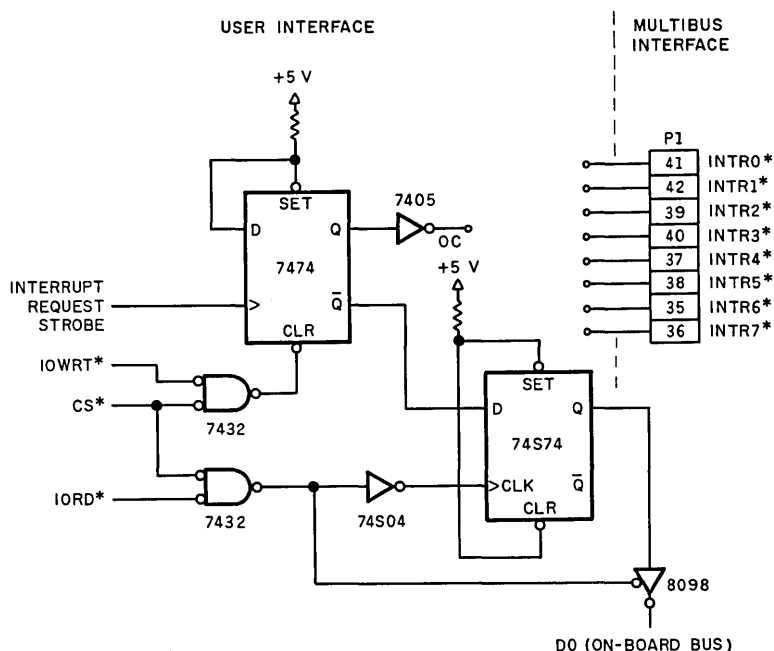 USER INTERFACE
MULTIBUS
INTERFACE
+5 V
P1
41 INTR0*
42 INTR1*
39 INTR2*
40 INTR3*
37 INTR4*
38 INTR5*
35 INTR6*
36 INTR7*
SET
D
Q
7474
>
Q
CLR
7405
OC
+5 V
INTERRUPT
REQUEST
STROBE
IOWRT*
CS*
7432
IORD*
7432
74S04
SET
D
Q
74S74
>CLK
Q
CLR
8098
D0 (ON-BOARD BUS)